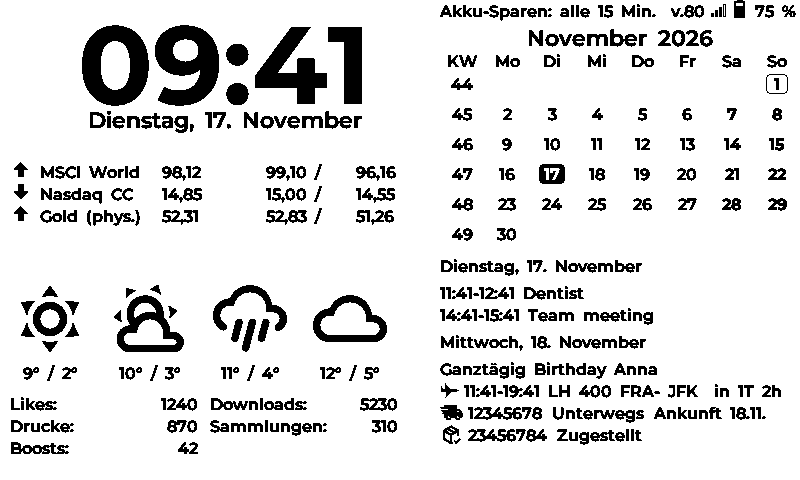 09:41
Dienstag, 17. November
MSCI World 98,12 99,10 / 96,16
Nasdaq CC 14,85 15,00 / 14,55
Gold (phys.) 52,31 52,83 / 51,26
9° / 2° 10° / 3° 11° / 4° 12° / 5°
Likes: 1240 Downloads: 5230
Drucke: 870 Sammlungen: 310
Boosts: 42
Akku-Sparen: alle 15 Min. v.80 75 %
November 2026
KW Mo Di Mi Do Fr Sa So
44 1
45 2 3 4 5 6 7 8
46 9 10 11 12 13 14 15
47 16 17 18 19 20 21 22
48 23 24 25 26 27 28 29
49 30
Dienstag, 17. November
11:41-12:41 Dentist
14:41-15:41 Team meeting
Mittwoch, 18. November
Ganztägig Birthday Anna
11:41-19:41 LH 400 FRA- JFK in 1T 2h
12345678 Unterwegs Ankunft 18.11.
23456784 Zugestellt